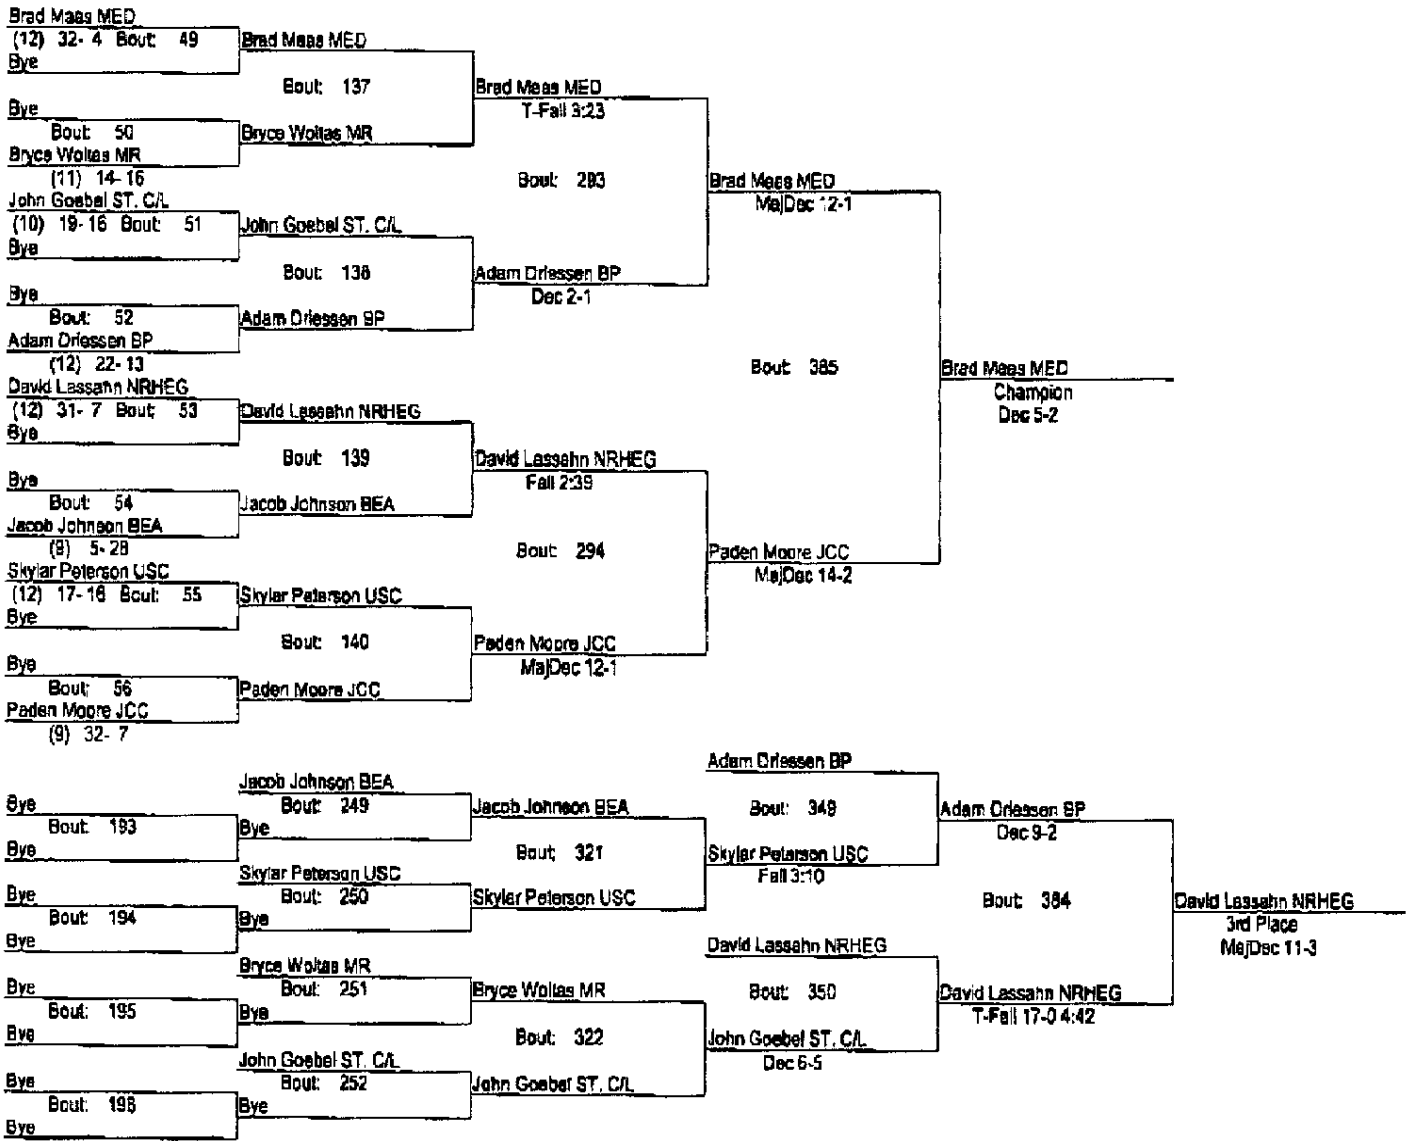 Brad Maas MED
(12) 32- 4 Bout: 49
Bye
Brad Maas MED
Bout: 137
Bye
Bout: 50
Bryce Woitas MR
(11) 14- 16
Bryce Woitas MR
Brad Maas MED
T-Fall 3:23
Bout: 293
John Goebel ST. C/L
(10) 19- 16 Bout: 51
Bye
John Goebel ST. C/L
Bout: 138
Bye
Bout: 52
Adam Driessen BP
(12) 22- 13
Adam Driessen BP
Adam Driessen BP
Dec 2-1
Brad Maas MED
MajDec 12-1
Bout: 385
David Lassahn NRHEG
(12) 31- 7 Bout: 53
Bye
David Lassahn NRHEG
Bout: 139
Bye
Bout: 54
Jacob Johnson BEA
(9) 5- 28
Jacob Johnson BEA
David Lassahn NRHEG
Fall 2:39
Bout: 294
Skylar Peterson USC
(12) 17- 16 Bout: 55
Bye
Skylar Peterson USC
Bout: 140
Bye
Bout: 56
Paden Moore JCC
(9) 32- 7
Paden Moore JCC
Paden Moore JCC
MajDec 12-1
Paden Moore JCC
MajDec 14-2
Brad Maas MED
Champion
Dec 5-2
Bye
Bout: 193
Bye
Jacob Johnson BEA
Bout: 249
Bye
Jacob Johnson BEA
Bout: 321
Bye
Bout: 194
Bye
Skylar Peterson USC
Bout: 250
Bye
Skylar Peterson USC
Adam Driessen BP
Bout: 349
Skylar Peterson USC
Fall 3:10
Adam Driessen BP
Dec 9-2
Bout: 384
Bye
Bout: 195
Bye
Bryce Woitas MR
Bout: 251
Bye
Bryce Woitas MR
Bout: 322
Bye
Bout: 196
Bye
John Goebel ST. C/L
Bout: 252
Bye
John Goebel ST. C/L
David Lassahn NRHEG
Bout: 350
John Goebel ST. C/L
Dec 6-5
David Lassahn NRHEG
T-Fall 17-0 4:42
David Lassahn NRHEG
3rd Place
MajDec 11-3